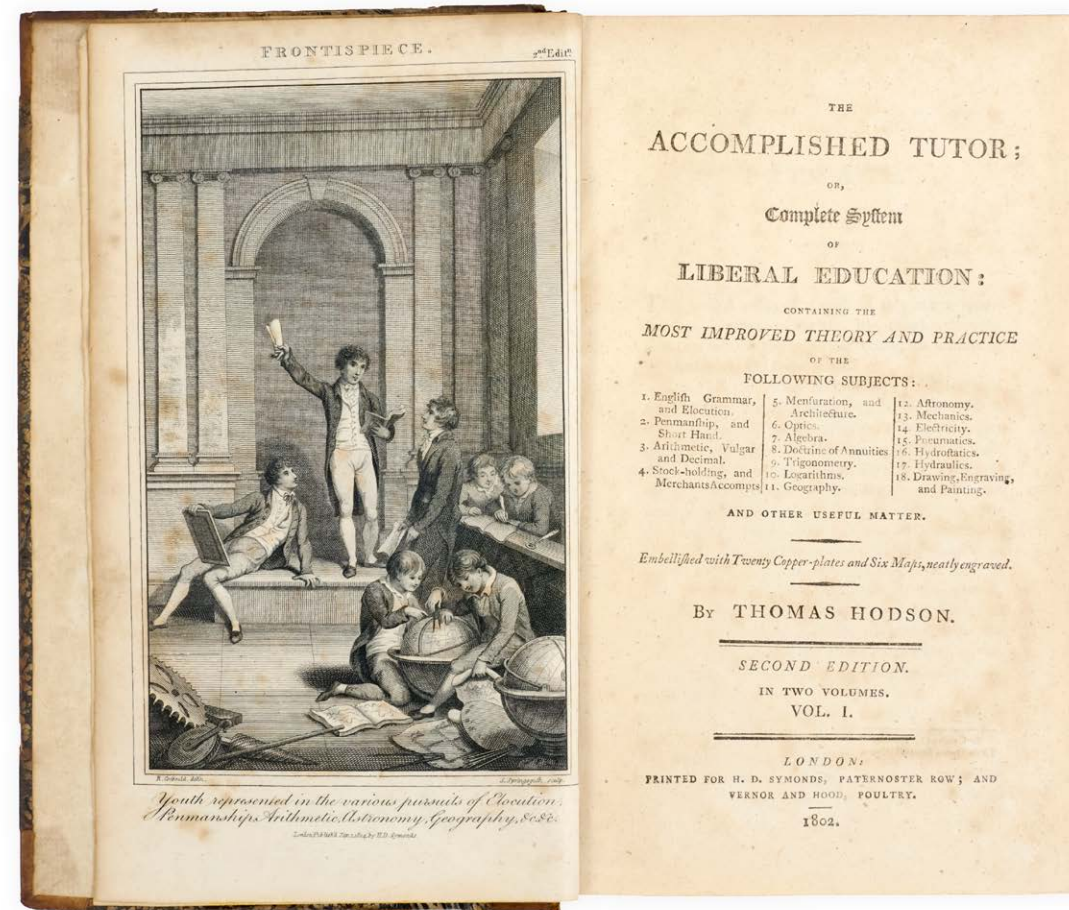 FRONTISPIECE.
2nd Editn.
Youth represented in the various pursuits of Elocution,
Penmanship, Arithmetic, Astronomy, Geography, &c.&c.
by H.D. Symonds
THE
ACCOMPLISHED TUTOR;
OR,
Complete Syſtem
OF
LIBERAL EDUCATION:
CONTAINING THE
MOST IMPROVED THEORY AND PRACTICE
OF THE
FOLLOWING SUBJECTS:
1. Engliſh Grammar,
and Elocution.
2. Penmanſhip, and
Short Hand.
3. Arithmetic, Vulgar
and Decimal.
4. Stock-holding, and
Merchants Accompts
5. Menſuration, and
Architecture.
6. Optics.
7. Algebra.
8. Doctrine of Annuities
9. Trigonometry.
10. Logarithms.
11. Geography.
12. Aſtronomy.
13. Mechanics.
14. Electricity.
15. Pneumatics.
16. Hydroſtatics.
17. Hydraulics.
18. Drawing, Engraving,
and Painting.
AND OTHER USEFUL MATTER.
Embelliſhed with Twenty Copper-plates and Six Maps, neatly engraved.
By THOMAS HODSON.
SECOND EDITION.
IN TWO VOLUMES.
VOL. I.
LONDON:
PRINTED FOR H. D. SYMONDS, PATERNOSTER ROW; AND
VERNOR AND HOOD, POULTRY.
1802.